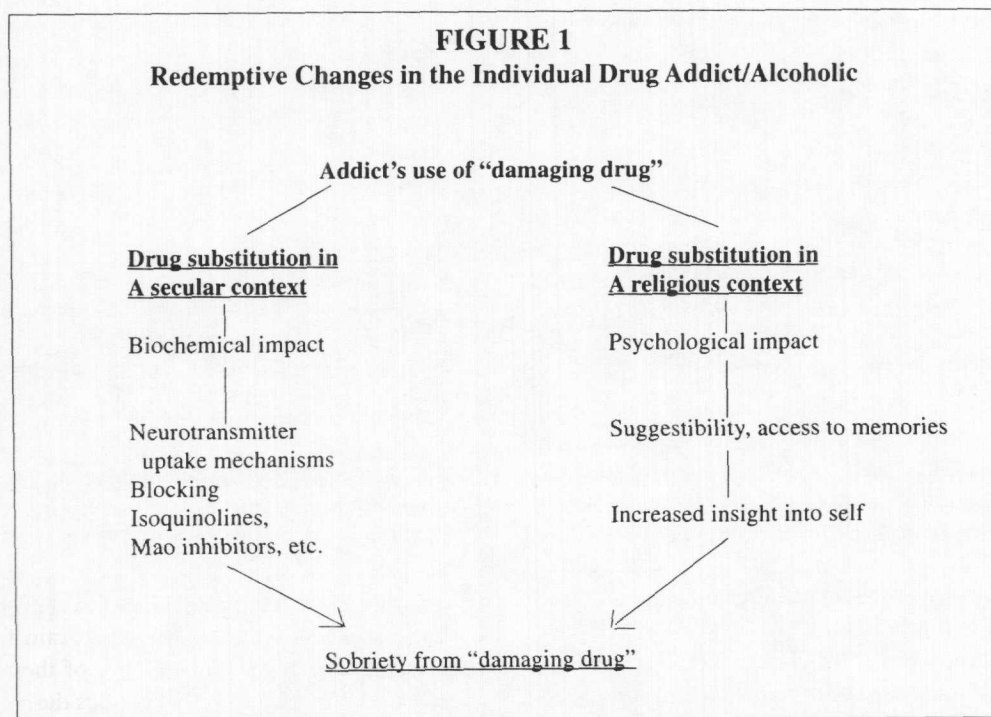 FIGURE 1
Redemptive Changes in the Individual Drug Addict/Alcoholic
Addict's use of "damaging drug"
Drug substitution in
A secular context
Biochemical impact
Neurotransmitter
uptake mechanisms
Blocking
Isoquinolines,
Mao inhibitors, etc.
Drug substitution in
A religious context
Psychological impact
Suggestibility, access to memories
Increased insight into self
Sobriety from "damaging drug"